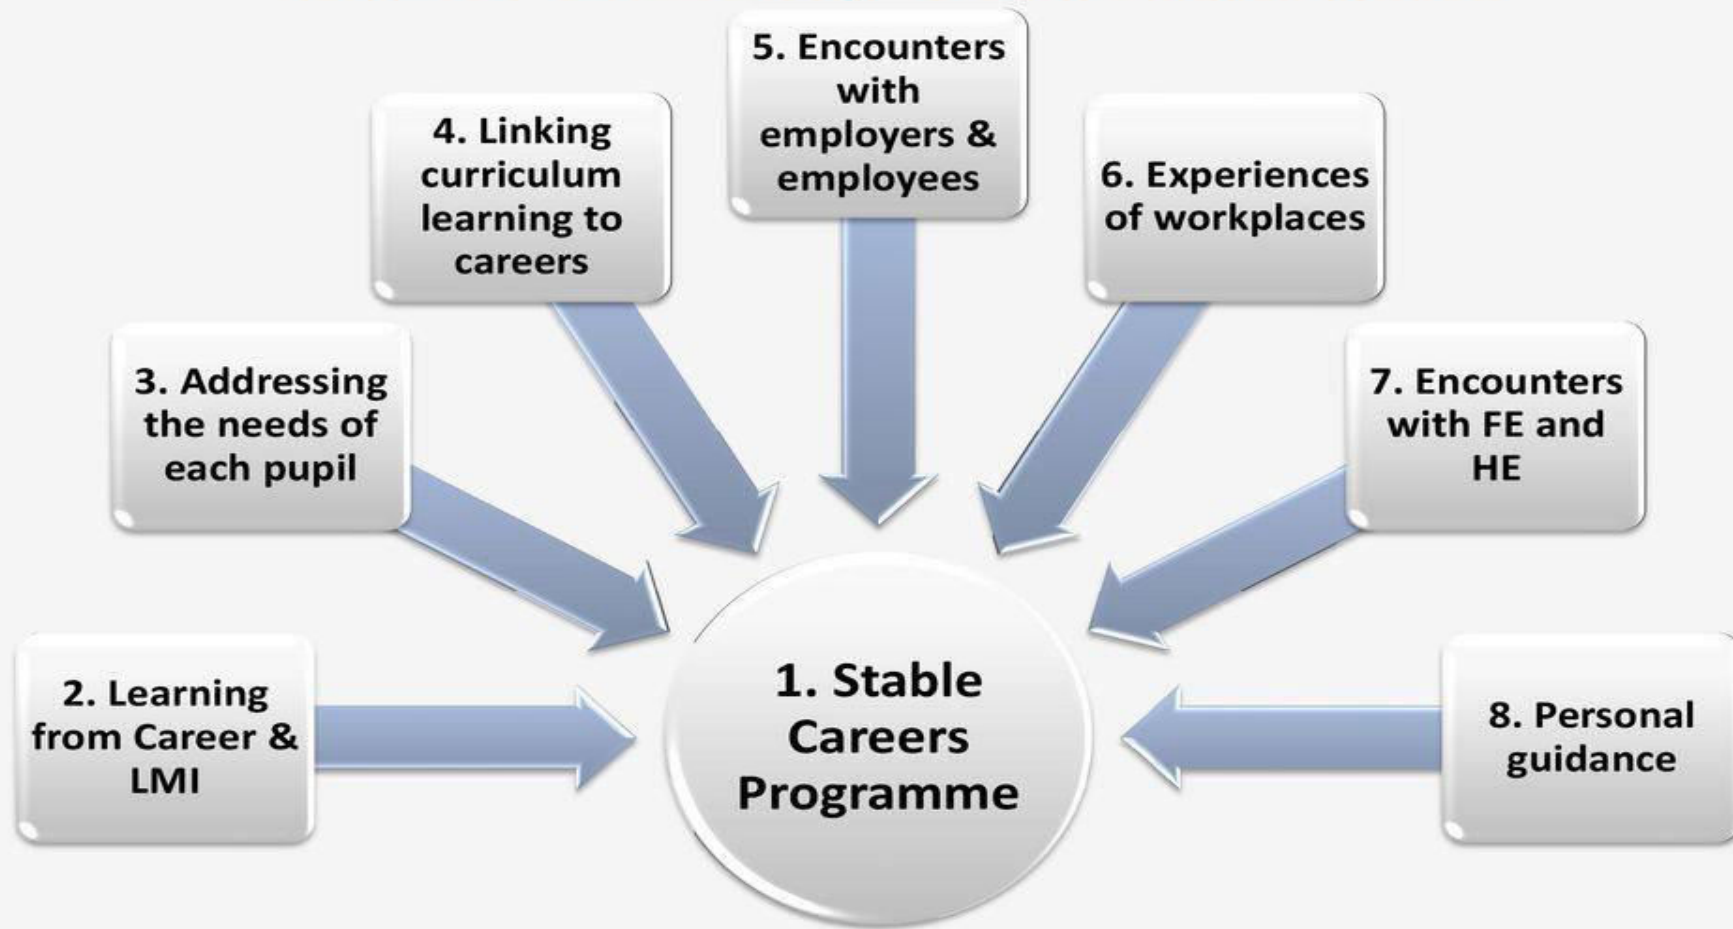 5. Encounters
with
employers &
employees
4. Linking
curriculum
learning to
careers
6. Experiences
of workplaces
3. Addressing
the needs of
each pupil
7. Encounters
with FE and
HE
2. Learning
from Career &
LMI
1. Stable
Careers
Programme
8. Personal
guidance